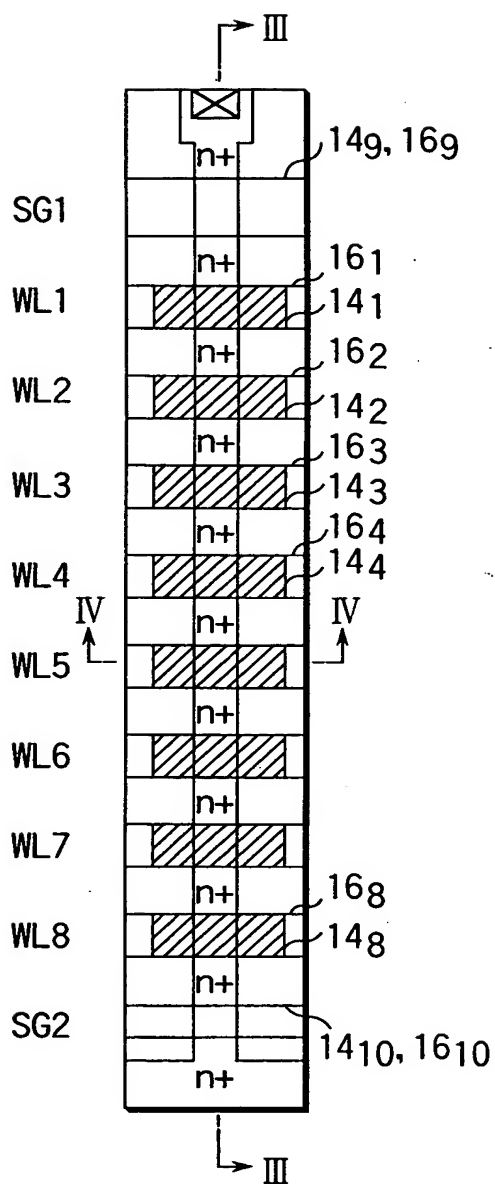 III
n+
14₉, 16₉
SG1
n+
16₁
WL1
14₁
n+
16₂
WL2
14₂
n+
16₃
WL3
14₃
n+
16₄
WL4
14₄
IV
n+
IV
WL5
n+
WL6
n+
WL7
n+
16₈
WL8
14₈
n+
SG2
14₁₀, 16₁₀
n+
III